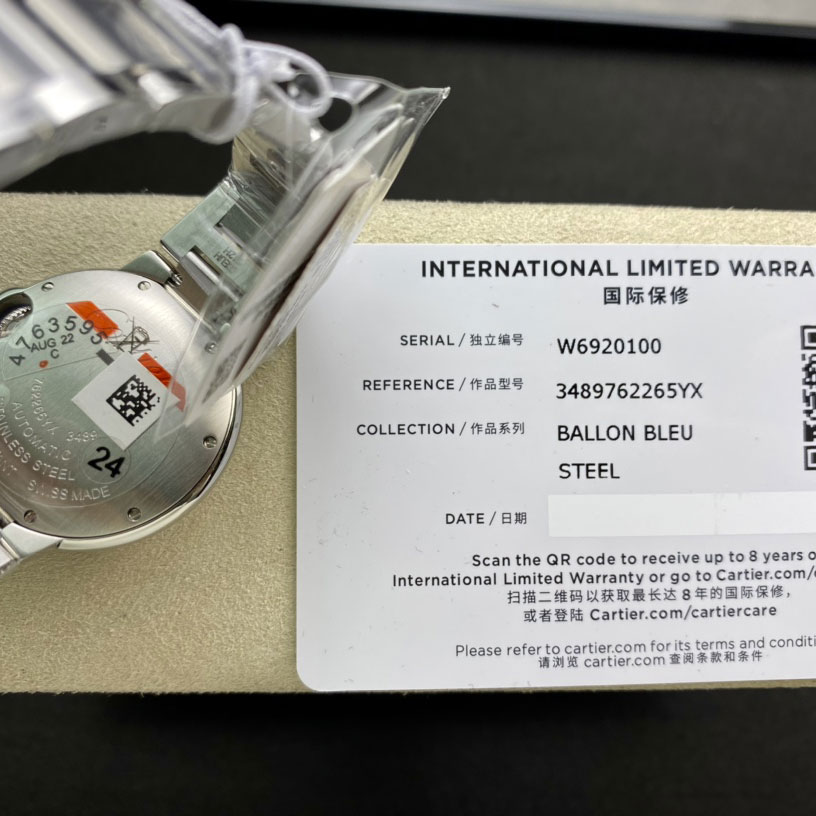 4763595
AUG 22
C
3489
AUTOMATIC
STAINLESS STEEL
24
SWISS MADE
INTERNATIONAL LIMITED WARRA
国际保修
SERIAL / 独立编号 W6920100
REFERENCE / 作品型号 3489762265YX
COLLECTION / 作品系列 BALLON BLEU
STEEL
DATE / 日期
Scan the QR code to receive up to 8 years o
International Limited Warranty or go to Cartier.com/
扫描二维码以获取最长达 8 年的国际保修，
或者登陆 Cartier.com/cartiercare
Please refer to cartier.com for its terms and conditi
请浏览 cartier.com 查阅条款和条件